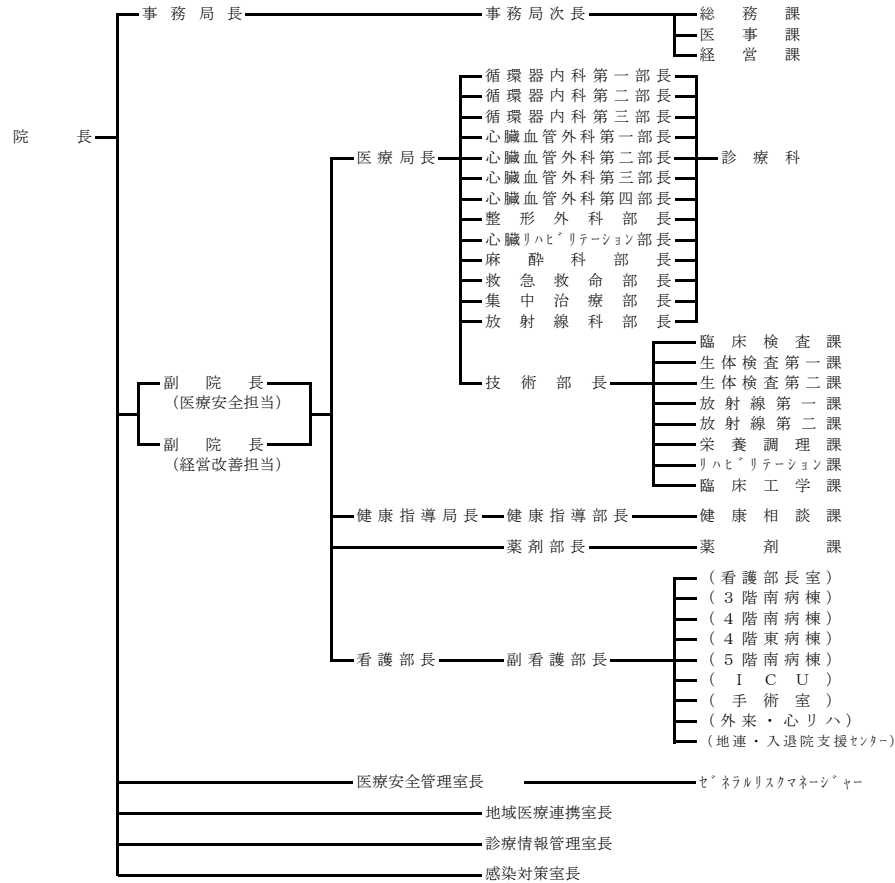 事務局長 事務局次長 総務課
医事課
経営課
循環器内科第一部長
循環器内科第二部長
循環器内科第三部長
院長 心臓血管外科第一部長
医療局長 心臓血管外科第二部長 診療科
心臓血管外科第三部長
心臓血管外科第四部長
整形外科部長
心臓ﾘﾊﾋﾞﾘﾃｰｼｮﾝ部長
麻酔科部長
救急救命部長
集中治療部長
放射線科部長
臨床検査課
生体検査第一課
副院長 技術部長 生体検査第二課
(医療安全担当) 放射線第一課
放射線第二課
副院長 栄養調理課
(経営改善担当) ﾘﾊﾋﾞﾘﾃｰｼｮﾝ課
臨床工学課
健康指導局長 健康指導部長 健康相談課
薬剤部長 薬剤課
(看護部長室)
(３階南病棟)
(４階南病棟)
(４階東病棟)
看護部長 副看護部長 (５階南病棟)
(ＩＣＵ)
(手術室)
(外来・心リハ)
(地連・入退院支援ｾﾝﾀｰ)
医療安全管理室長 ｾﾞﾈﾗﾙﾘｽｸﾏﾈｰｼﾞｬｰ
地域医療連携室長
診療情報管理室長
感染対策室長